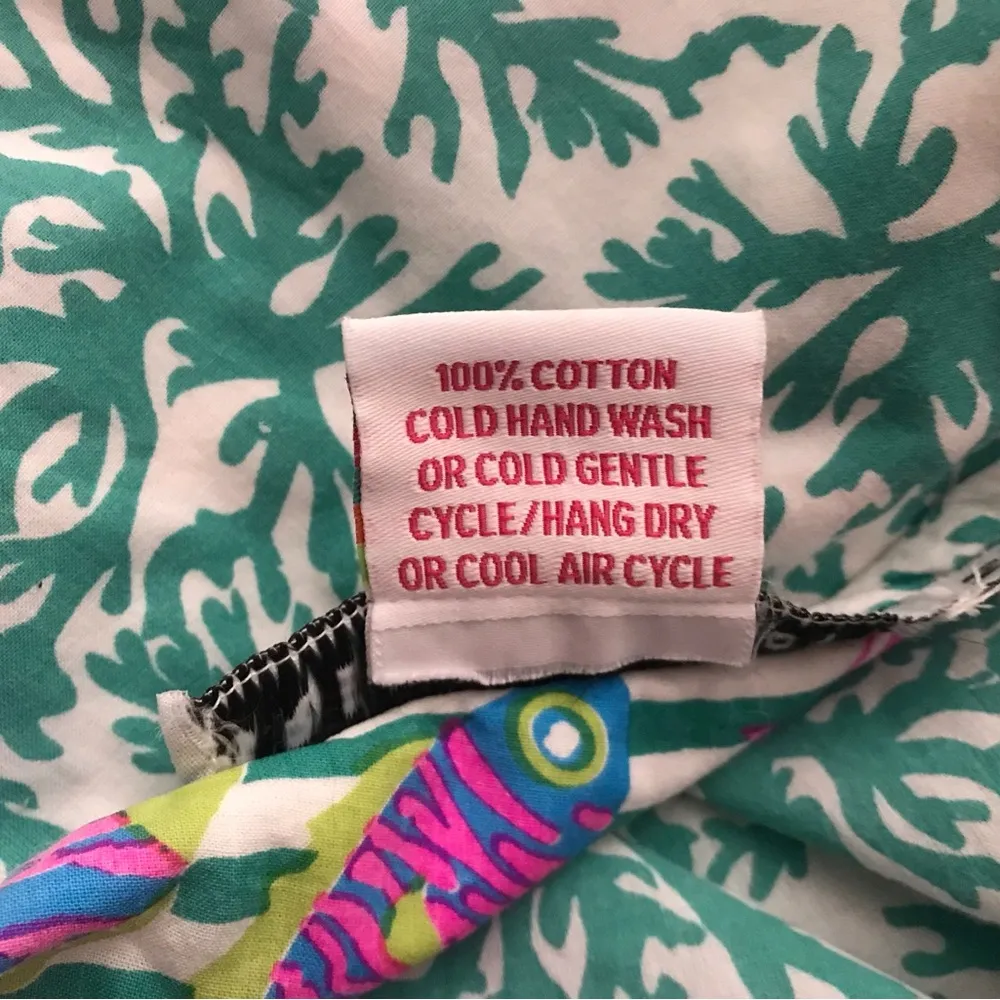 100% COTTON
COLD HAND WASH
OR COLD GENTLE
CYCLE/HANG DRY
OR COOL AIR CYCLE